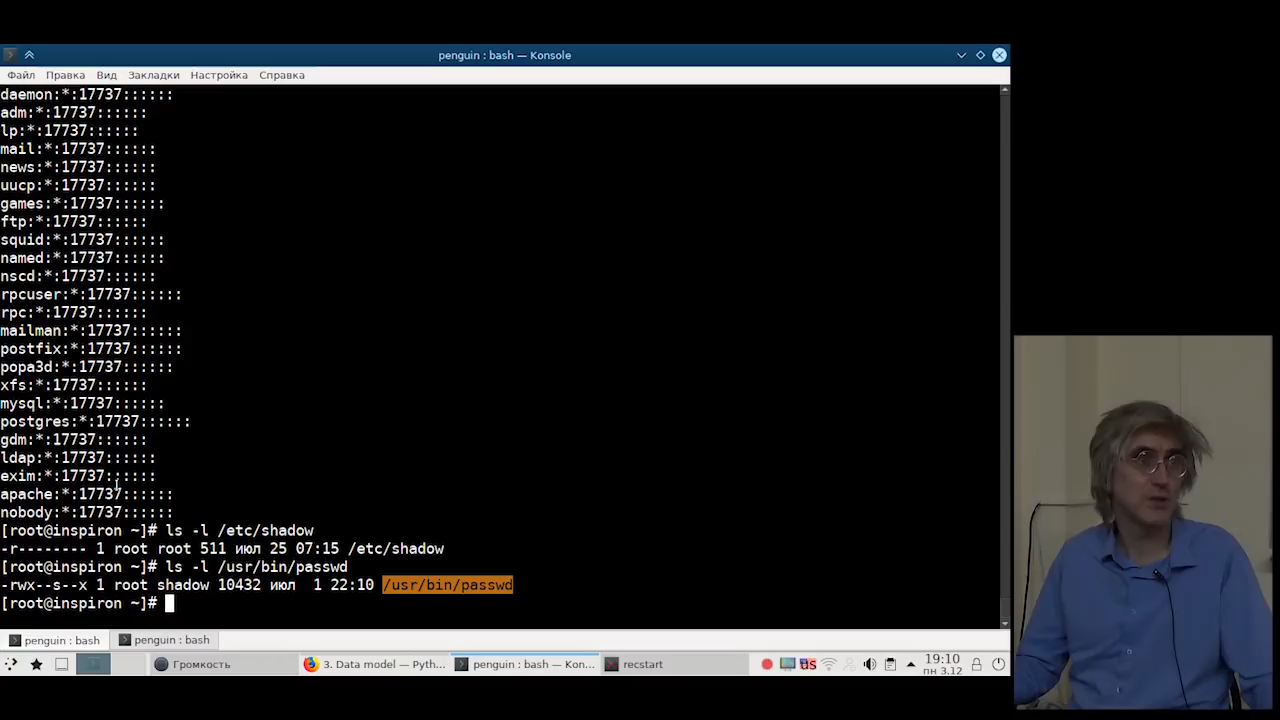 penguin : bash — Konsole
Файл Правка Вид Закладки Настройка Справка
daemon:*:17737::::::
adm:*:17737::::::
lp:*:17737::::::
mail:*:17737::::::
news:*:17737::::::
uucp:*:17737::::::
games:*:17737::::::
ftp:*:17737::::::
squid:*:17737::::::
named:*:17737::::::
nscd:*:17737::::::
rpcuser:*:17737::::::
rpc:*:17737::::::
mailman:*:17737::::::
postfix:*:17737::::::
popa3d:*:17737::::::
xfs:*:17737::::::
mysql:*:17737::::::
postgres:*:17737::::::
gdm:*:17737::::::
ldap:*:17737::::::
exim:*:17737::::::
apache:*:17737::::::
nobody:*:17737::::::
[root@inspiron ~]# ls -l /etc/shadow
-r-------- 1 root root 511 июл 25 07:15 /etc/shadow
[root@inspiron ~]# ls -l /usr/bin/passwd
-rwx--s--x 1 root shadow 10432 июл  1 22:10 /usr/bin/passwd
[root@inspiron ~]#
penguin : bash penguin : bash
Громкость 3. Data model — Pyth... penguin : bash — Kon... recstart US 19:10
пн 3.12